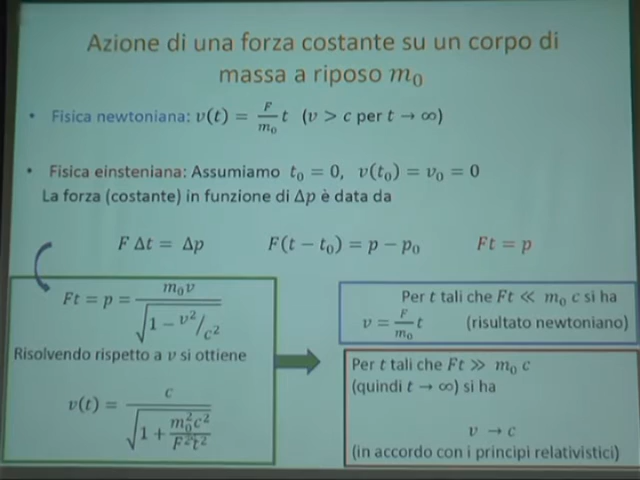 Azione di una forza costante su un corpo di
massa a riposo m₀
• Fisica newtoniana: v(t) = F/m₀ t (v > c per t → ∞)
• Fisica einsteniana: Assumiamo t₀ = 0, v(t₀) = v₀ = 0
La forza (costante) in funzione di Δp è data da
F Δt = Δp F(t − t₀) = p − p₀ Ft = p
Ft = p = m₀v / √(1 − v²/c²)
Risolvendo rispetto a v si ottiene
v(t) = c / √(1 + m₀²c²/F²t²)
Per t tali che Ft ≪ m₀ c si ha
v = F/m₀ t (risultato newtoniano)
Per t tali che Ft ≫ m₀ c
(quindi t → ∞) si ha
v → c
(in accordo con i principi relativistici)